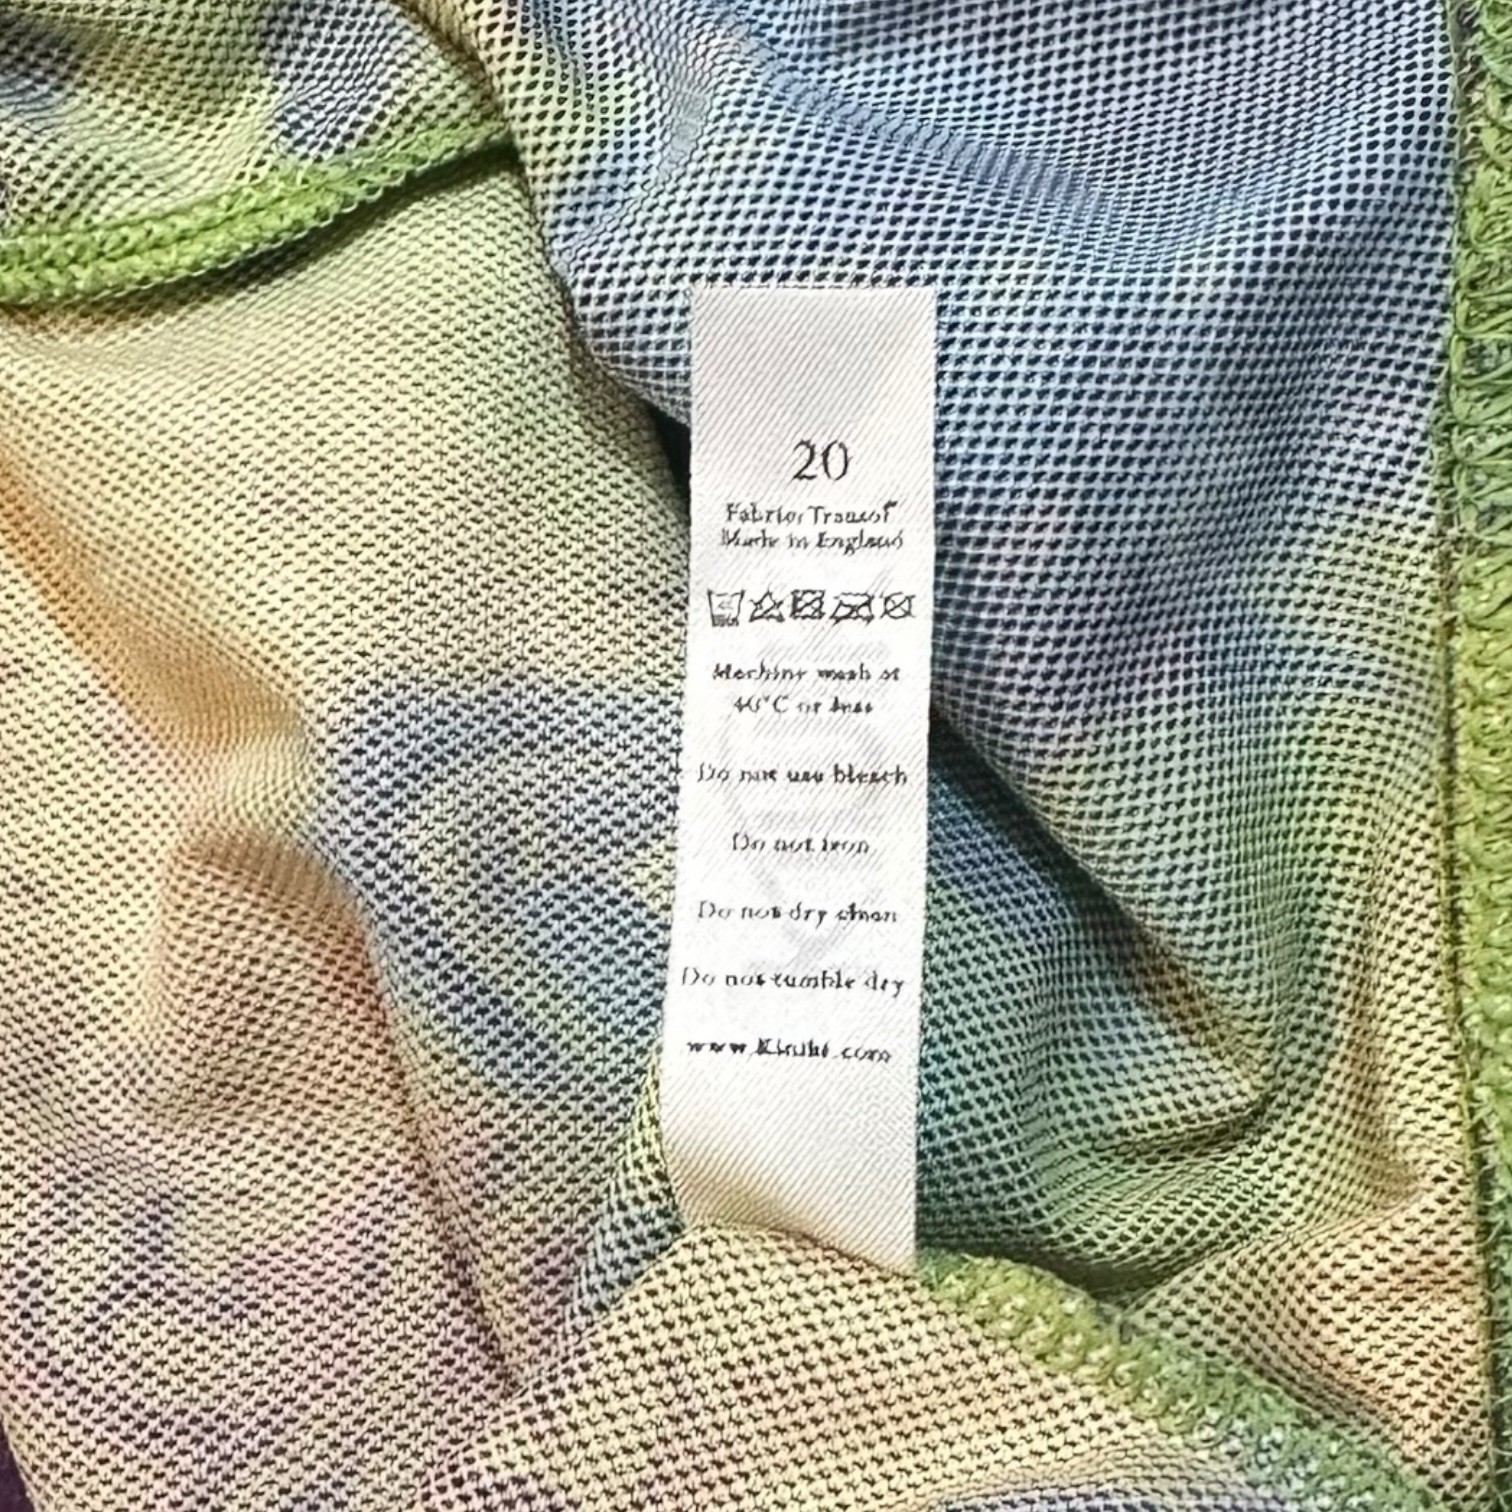 20
Made in England
Machine wash at
40°C or less
Do not use bleach
Do not iron
Do not dry clean
Do not tumble dry